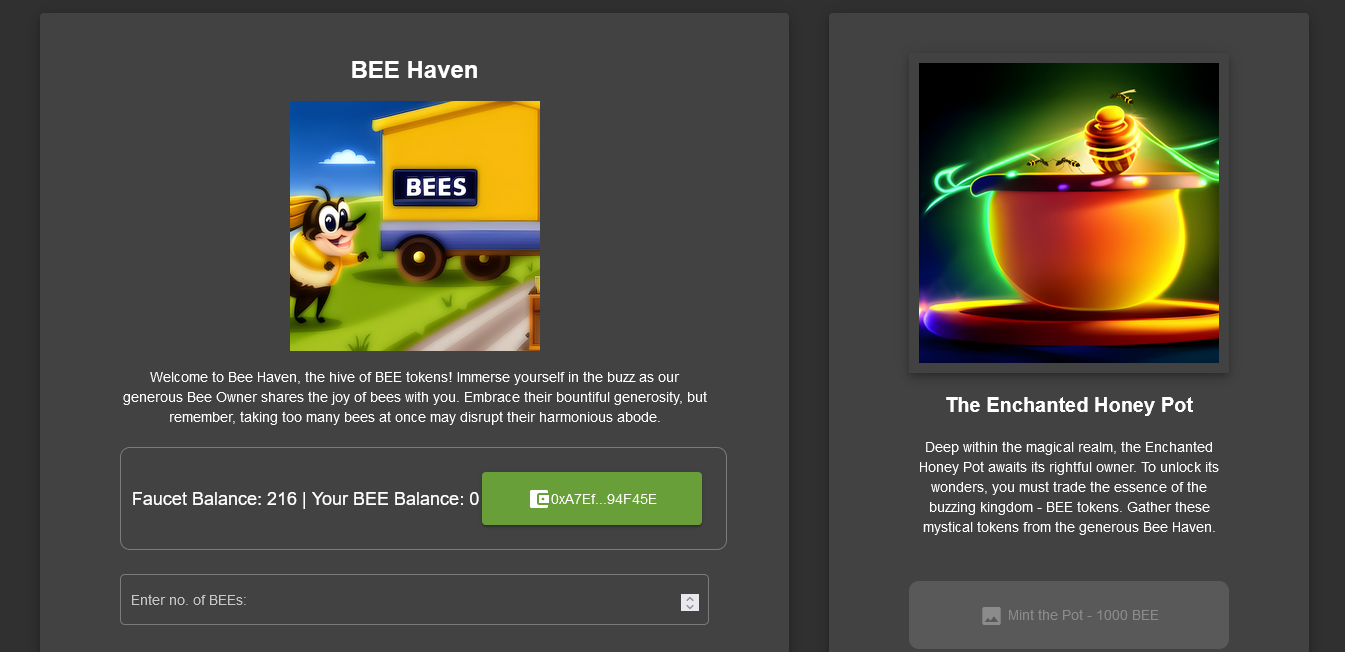 BEE Haven
BEES
Welcome to Bee Haven, the hive of BEE tokens! Immerse yourself in the buzz as our
generous Bee Owner shares the joy of bees with you. Embrace their bountiful generosity, but
remember, taking too many bees at once may disrupt their harmonious abode.
Faucet Balance: 216 | Your BEE Balance: 0 0xA7Ef...94F45E
Enter no. of BEEs:
The Enchanted Honey Pot
Deep within the magical realm, the Enchanted
Honey Pot awaits its rightful owner. To unlock its
wonders, you must trade the essence of the
buzzing kingdom - BEE tokens. Gather these
mystical tokens from the generous Bee Haven.
Mint the Pot - 1000 BEE